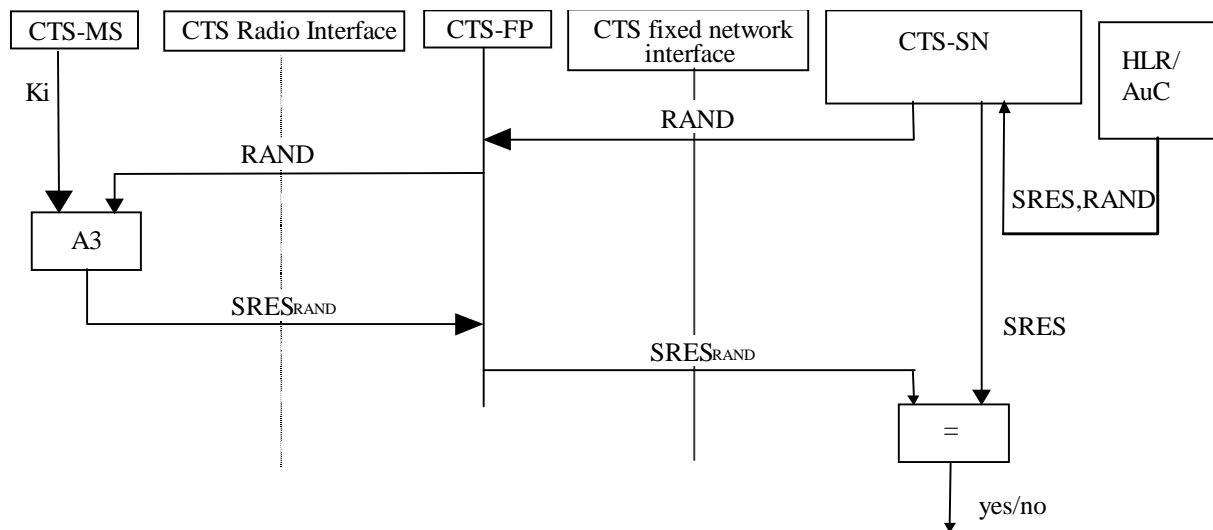 CTS-MS
CTS Radio Interface
CTS-FP
CTS fixed network
interface
CTS-SN
HLR/
AuC
Ki
RAND
RAND
SRES,RAND
A3
SRESRAND
SRES
SRESRAND
=
yes/no